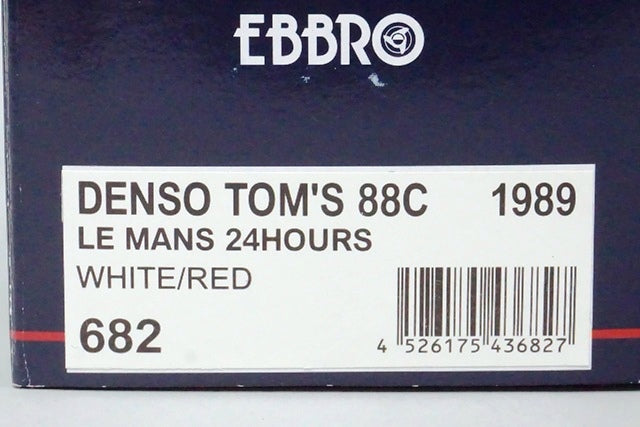 EBBRO
DENSO TOM'S 88C 1989
LE MANS 24HOURS
WHITE/RED
682
4 526175 436827